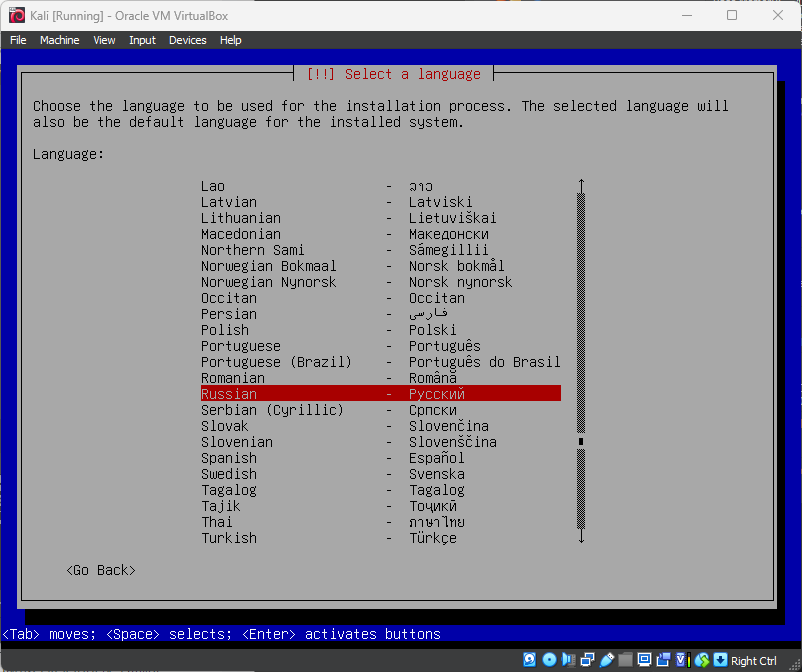 Kali [Running] - Oracle VM VirtualBox
File Machine View Input Devices Help
[!!] Select a language
Choose the language to be used for the installation process. The selected language will
also be the default language for the installed system.
Language:
Lao - ລາວ
Latvian - Latviski
Lithuanian - Lietuviškai
Macedonian - Македонски
Northern Sami - Sámegillii
Norwegian Bokmaal - Norsk bokmål
Norwegian Nynorsk - Norsk nynorsk
Occitan - Occitan
Persian - فارسی
Polish - Polski
Portuguese - Português
Portuguese (Brazil) - Português do Brasil
Romanian - Română
Russian - Русский
Serbian (Cyrillic) - Српски
Slovak - Slovenčina
Slovenian - Slovenščina
Spanish - Español
Swedish - Svenska
Tagalog - Tagalog
Tajik - Тоҷикӣ
Thai - ภาษาไทย
Turkish - Türkçe
<Go Back>
<Tab> moves; <Space> selects; <Enter> activates buttons
Right Ctrl